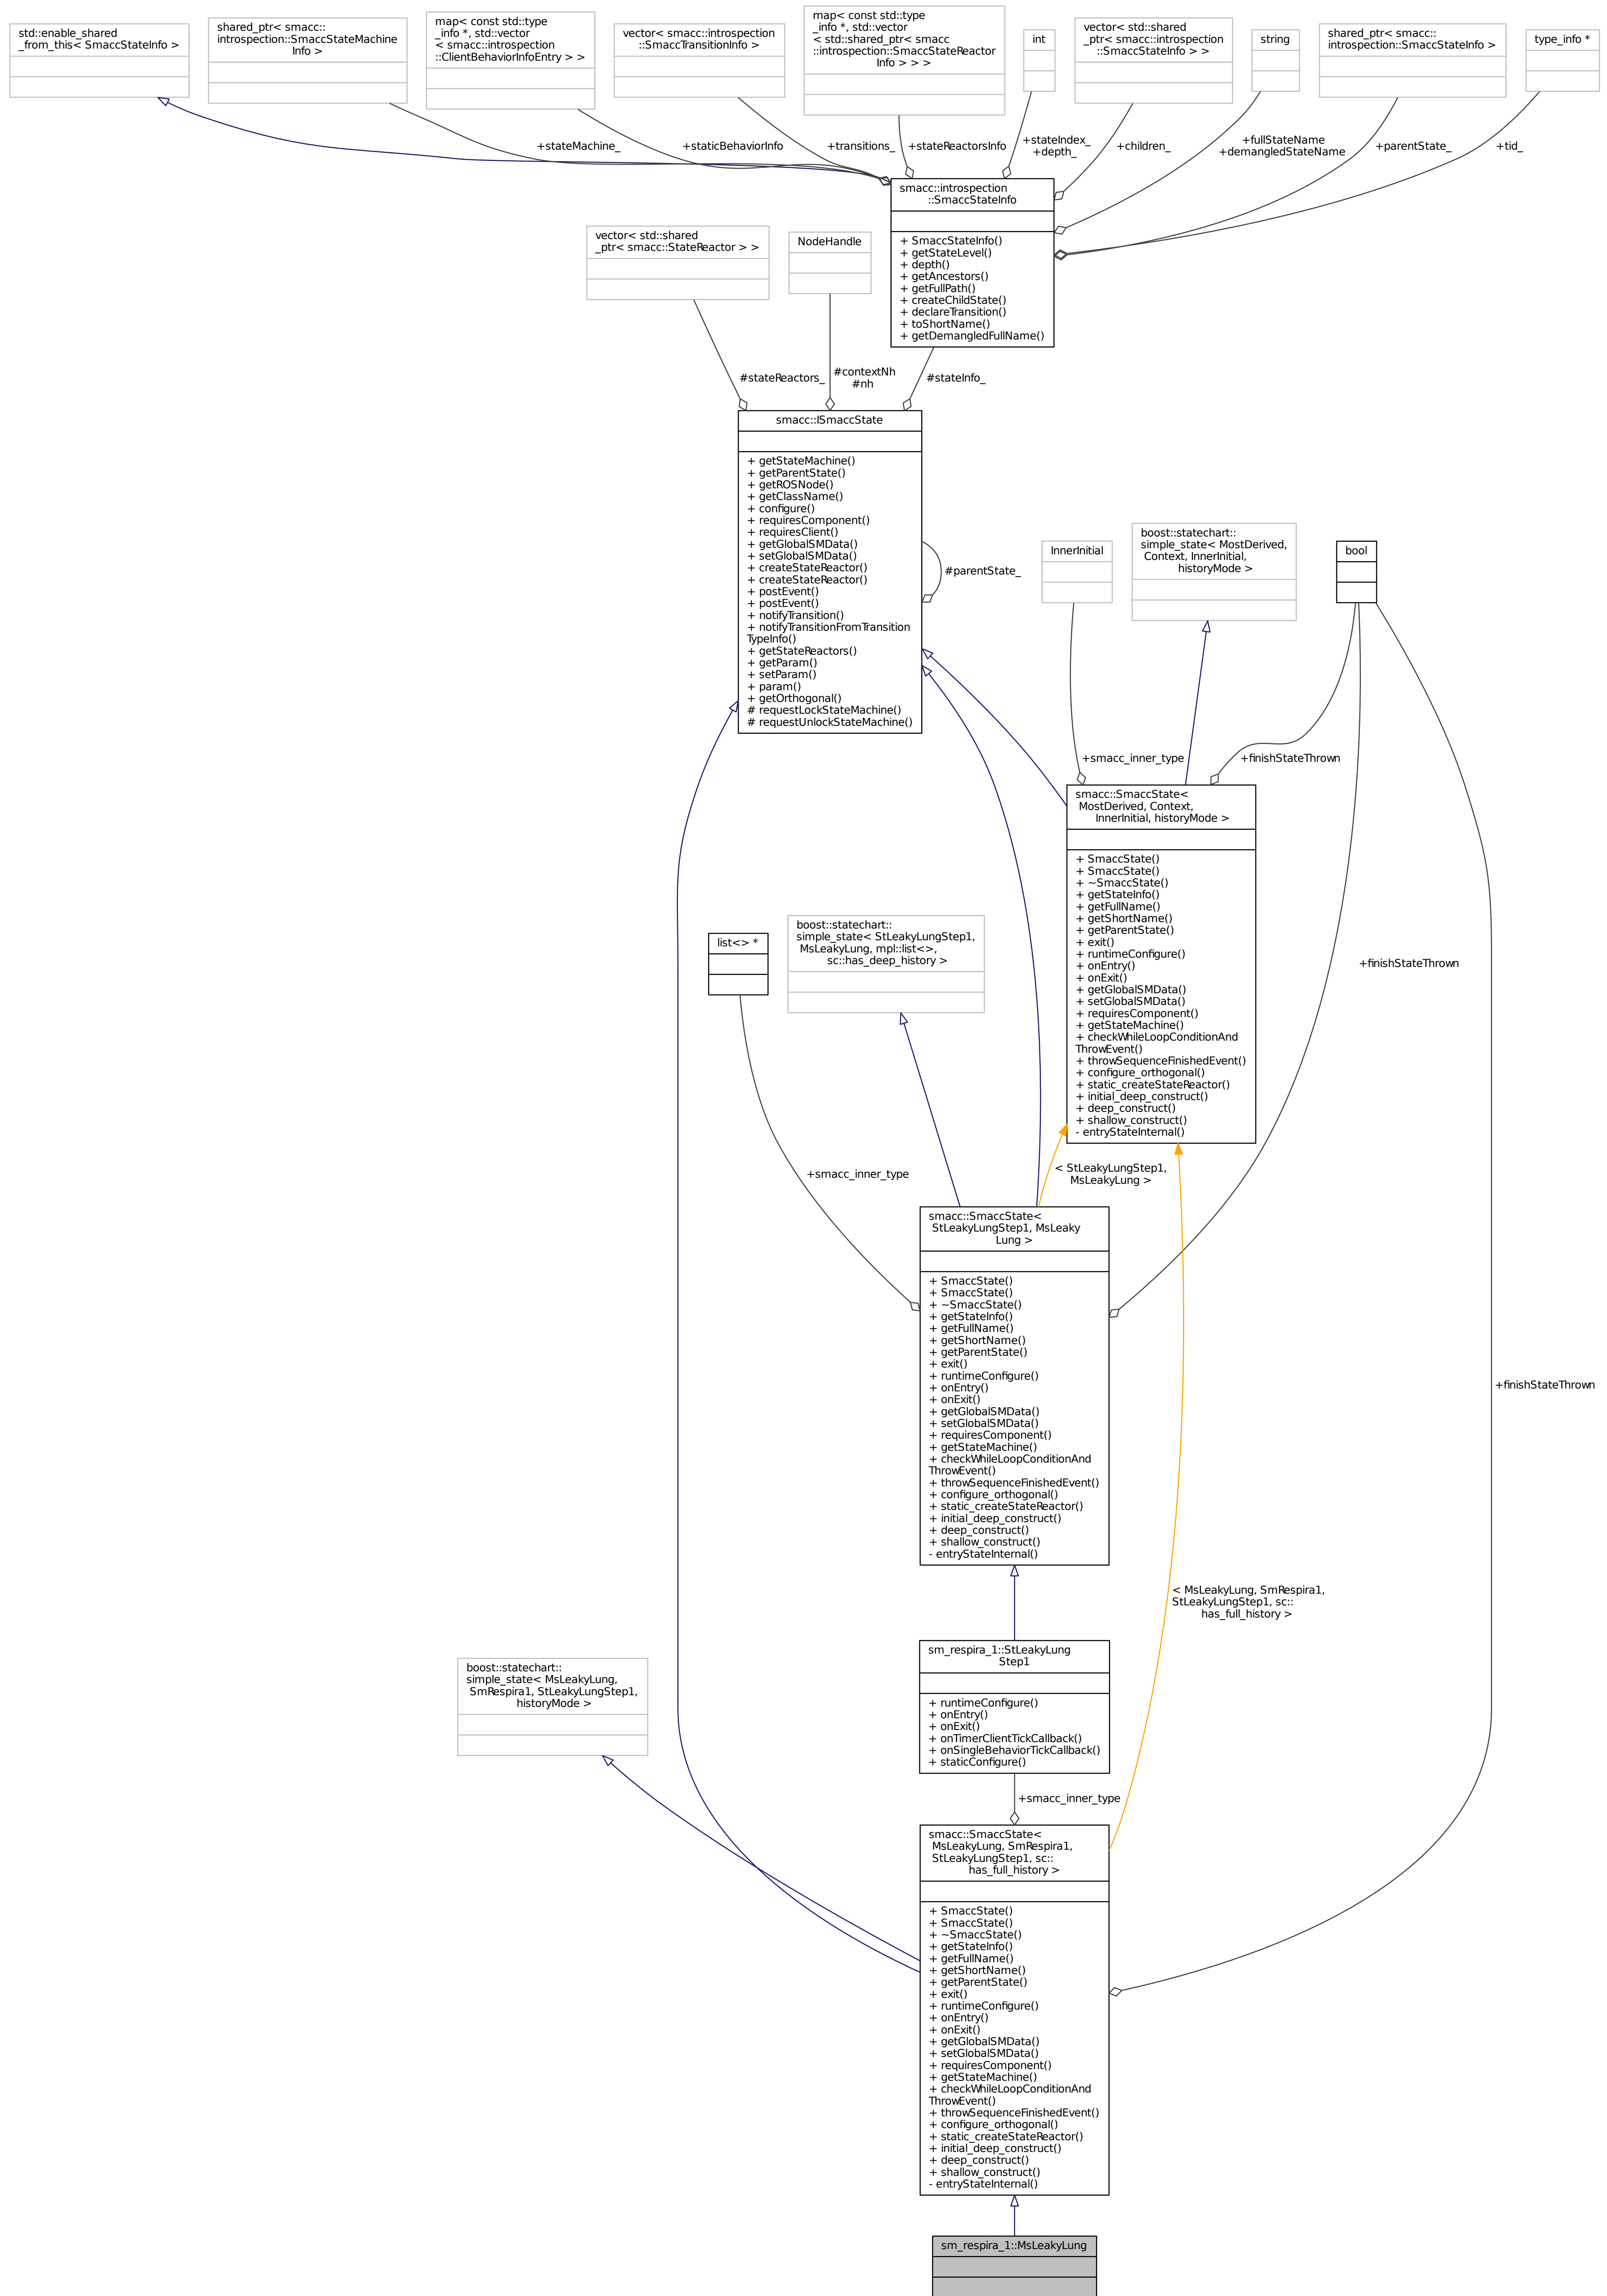 std::enable_shared
_from_this< SmaccStateInfo >
shared_ptr< smacc::
introspection::SmaccStateMachine
Info >
map< const std::type
_info *, std::vector
< smacc::introspection
::ClientBehaviorInfoEntry > >
vector< smacc::introspection
::SmaccTransitionInfo >
map< const std::type
_info *, std::vector
< std::shared_ptr< smacc
::introspection::SmaccStateReactor
Info > > >
int
vector< std::shared
_ptr< smacc::introspection
::SmaccStateInfo > >
string
shared_ptr< smacc::
introspection::SmaccStateInfo >
type_info *
+stateMachine_
+staticBehaviorInfo
+transitions_
+stateReactorsInfo
+stateIndex_
+depth_
+children_
+fullStateName
+demangledStateName
+parentState_
+tid_
smacc::introspection
::SmaccStateInfo
+ SmaccStateInfo()
+ getStateLevel()
+ depth()
+ getAncestors()
+ getFullPath()
+ createChildState()
+ declareTransition()
+ toShortName()
+ getDemangledFullName()
vector< std::shared
_ptr< smacc::StateReactor > >
NodeHandle
#stateReactors_
#contextNh
#nh
#stateInfo_
smacc::ISmaccState
+ getStateMachine()
+ getParentState()
+ getROSNode()
+ getClassName()
+ configure()
+ requiresComponent()
+ requiresClient()
+ getGlobalSMData()
+ setGlobalSMData()
+ createStateReactor()
+ createStateReactor()
+ postEvent()
+ postEvent()
+ notifyTransition()
+ notifyTransitionFromTransition
TypeInfo()
+ getStateReactors()
+ getParam()
+ setParam()
+ param()
+ getOrthogonal()
# requestLockStateMachine()
# requestUnlockStateMachine()
#parentState_
InnerInitial
boost::statechart::
simple_state< MostDerived,
Context, InnerInitial,
historyMode >
bool
+smacc_inner_type
+finishStateThrown
smacc::SmaccState<
MostDerived, Context,
InnerInitial, historyMode >
+ SmaccState()
+ SmaccState()
+ ~SmaccState()
+ getStateInfo()
+ getFullName()
+ getShortName()
+ getParentState()
+ exit()
+ runtimeConfigure()
+ onEntry()
+ onExit()
+ getGlobalSMData()
+ setGlobalSMData()
+ requiresComponent()
+ getStateMachine()
+ checkWhileLoopConditionAnd
ThrowEvent()
+ throwSequenceFinishedEvent()
+ configure_orthogonal()
+ static_createStateReactor()
+ initial_deep_construct()
+ deep_construct()
+ shallow_construct()
- entryStateInternal()
+finishStateThrown
list<> *
boost::statechart::
simple_state< StLeakyLungStep1,
MsLeakyLung, mpl::list<>,
sc::has_deep_history >
+smacc_inner_type
< StLeakyLungStep1,
MsLeakyLung >
smacc::SmaccState<
StLeakyLungStep1, MsLeaky
Lung >
+ SmaccState()
+ SmaccState()
+ ~SmaccState()
+ getStateInfo()
+ getFullName()
+ getShortName()
+ getParentState()
+ exit()
+ runtimeConfigure()
+ onEntry()
+ onExit()
+ getGlobalSMData()
+ setGlobalSMData()
+ requiresComponent()
+ getStateMachine()
+ checkWhileLoopConditionAnd
ThrowEvent()
+ throwSequenceFinishedEvent()
+ configure_orthogonal()
+ static_createStateReactor()
+ initial_deep_construct()
+ deep_construct()
+ shallow_construct()
- entryStateInternal()
+finishStateThrown
< MsLeakyLung, SmRespira1,
StLeakyLungStep1, sc::
has_full_history >
sm_respira_1::StLeakyLung
Step1
+ runtimeConfigure()
+ onEntry()
+ onExit()
+ onTimerClientTickCallback()
+ onSingleBehaviorTickCallback()
+ staticConfigure()
boost::statechart::
simple_state< MsLeakyLung,
SmRespira1, StLeakyLungStep1,
historyMode >
+smacc_inner_type
smacc::SmaccState<
MsLeakyLung, SmRespira1,
StLeakyLungStep1, sc::
has_full_history >
+ SmaccState()
+ SmaccState()
+ ~SmaccState()
+ getStateInfo()
+ getFullName()
+ getShortName()
+ getParentState()
+ exit()
+ runtimeConfigure()
+ onEntry()
+ onExit()
+ getGlobalSMData()
+ setGlobalSMData()
+ requiresComponent()
+ getStateMachine()
+ checkWhileLoopConditionAnd
ThrowEvent()
+ throwSequenceFinishedEvent()
+ configure_orthogonal()
+ static_createStateReactor()
+ initial_deep_construct()
+ deep_construct()
+ shallow_construct()
- entryStateInternal()
sm_respira_1::MsLeakyLung